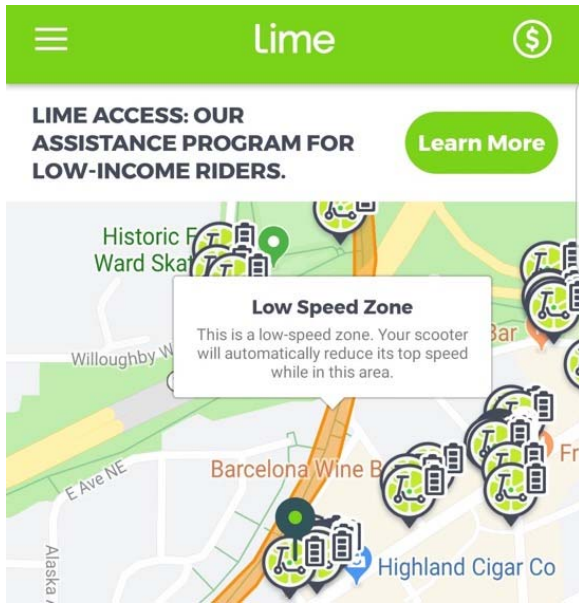 Lime
LIME ACCESS: OUR
ASSISTANCE PROGRAM FOR
LOW-INCOME RIDERS.
Learn More
Historic
Ward
Low Speed Zone
This is a low-speed zone. Your scooter
will automatically reduce its top speed
while in this area.
Bar
Willoughby
Fr
Barcelona Wine B
E Ave NE
Alaska
Highland Cigar Co